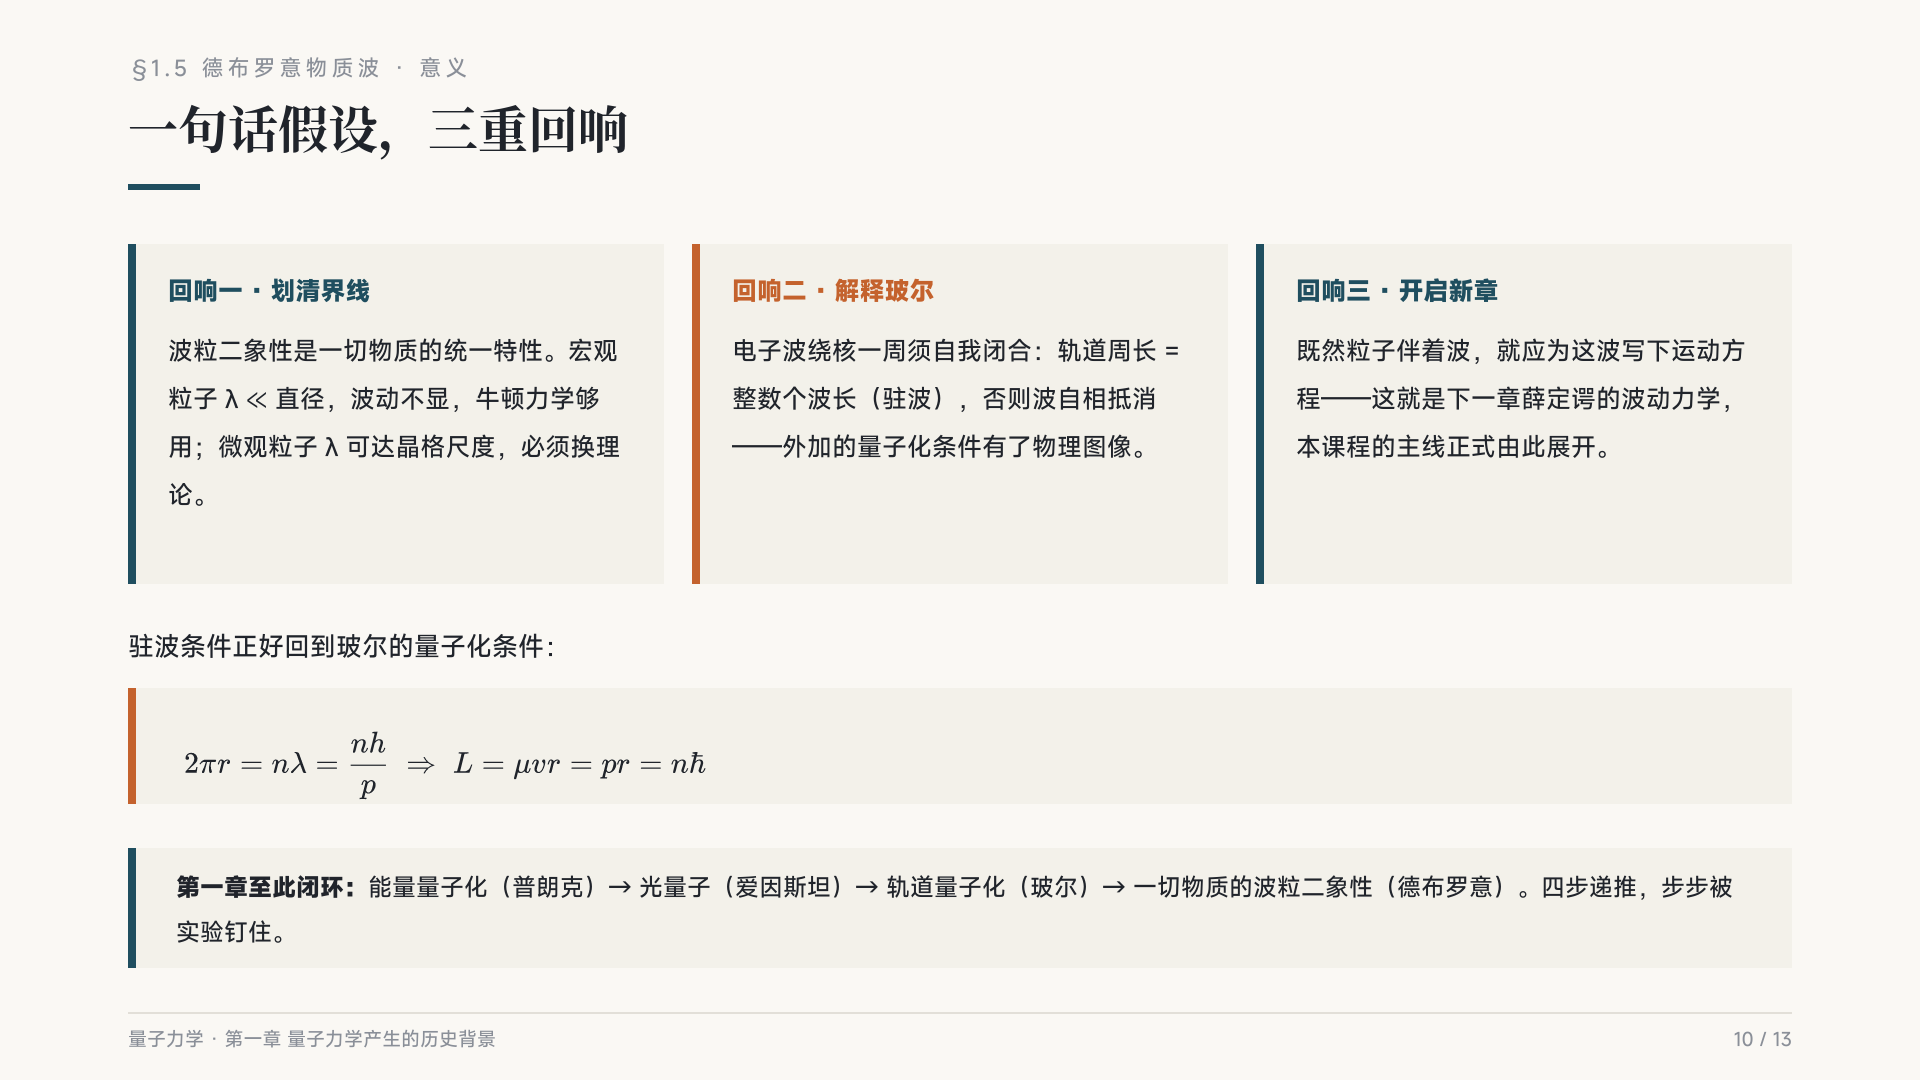 §1.5 德布罗意物质波 · 意义
一句话假设，三重回响
回响一 · 划清界线
波粒二象性是一切物质的统一特性。宏观
粒子 λ ≪ 直径，波动不显，牛顿力学够
用；微观粒子 λ 可达晶格尺度，必须换理
论。
回响二 · 解释玻尔
电子波绕核一周须自我闭合：轨道周长 =
整数个波长（驻波），否则波自相抵消
——外加的量子化条件有了物理图像。
回响三 · 开启新章
既然粒子伴着波，就应为这波写下运动方
程——这就是下一章薛定谔的波动力学，
本课程的主线正式由此展开。
驻波条件正好回到玻尔的量子化条件：
2πr = nλ = nh/p ⇒ L = μvr = pr = nħ
第一章至此闭环：能量量子化（普朗克）→ 光量子（爱因斯坦）→ 轨道量子化（玻尔）→ 一切物质的波粒二象性（德布罗意）。四步递推，步步被
实验钉住。
量子力学 · 第一章 量子力学产生的历史背景
10 / 13